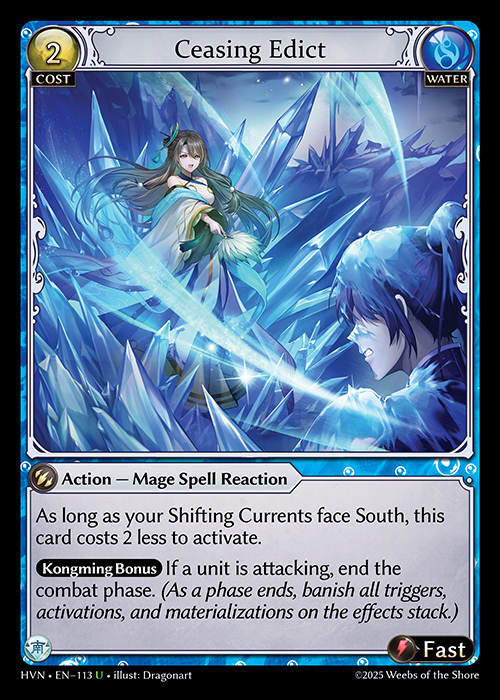 2
Ceasing Edict
COST
WATER
Action — Mage Spell Reaction
As long as your Shifting Currents face South, this
card costs 2 less to activate.
Kongming Bonus If a unit is attacking, end the
combat phase. (As a phase ends, banish all triggers,
activations, and materializations on the effects stack.)
南
Fast
HVN • EN-113 U • illust: Dragonart
©2025 Weebs of the Shore